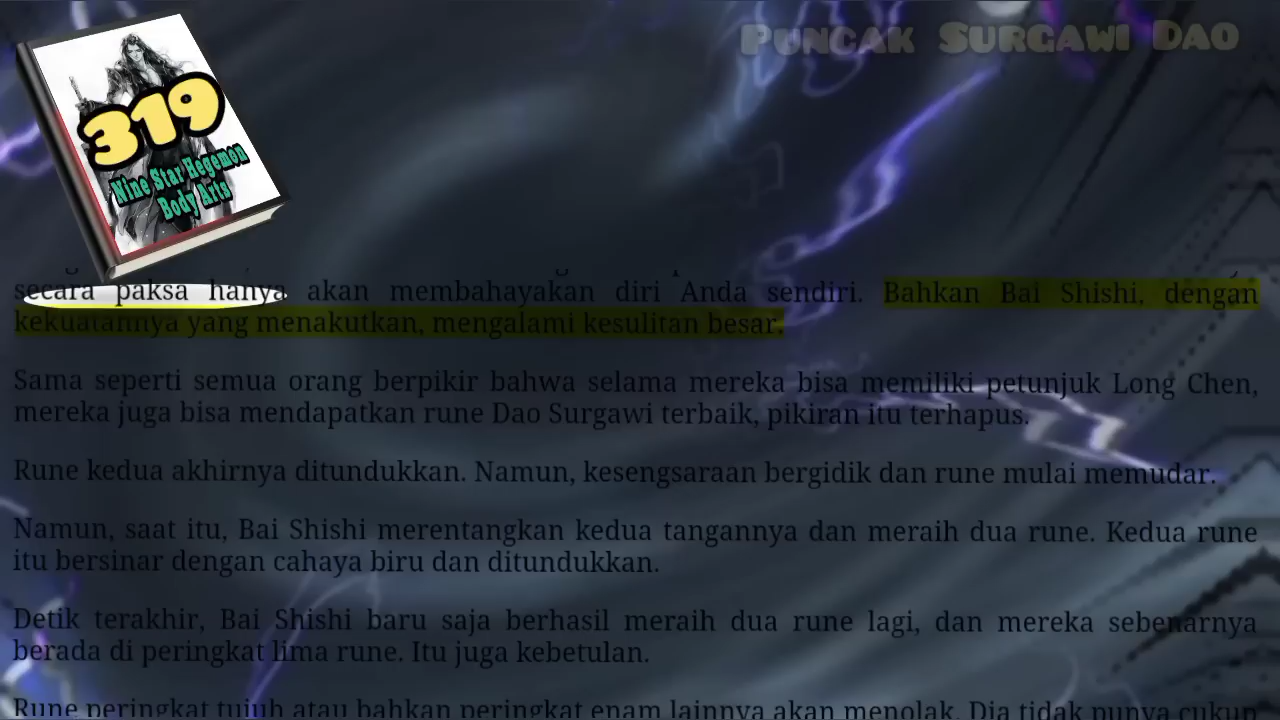 Puncak Surgawi Dao
319
Nine Star Hegemon
Body Arts
secara paksa hanya akan membahayakan diri Anda sendiri. Bahkan Bai Shishi, dengan
kekuatannya yang menakutkan, mengalami kesulitan besar.
Sama seperti semua orang berpikir bahwa selama mereka bisa memiliki petunjuk Long Chen,
mereka juga bisa mendapatkan rune Dao Surgawi terbaik, pikiran itu terhapus.
Rune kedua akhirnya ditundukkan. Namun, kesengsaraan bergidik dan rune mulai memudar.
Namun, saat itu, Bai Shishi merentangkan kedua tangannya dan meraih dua rune. Kedua rune
itu bersinar dengan cahaya biru dan ditundukkan.
Detik terakhir, Bai Shishi baru saja berhasil meraih dua rune lagi, dan mereka sebenarnya
berada di peringkat lima rune. Itu juga kebetulan.
Rune peringkat tujuh atau bahkan peringkat enam lainnya akan menolak. Dia tidak punya cukup